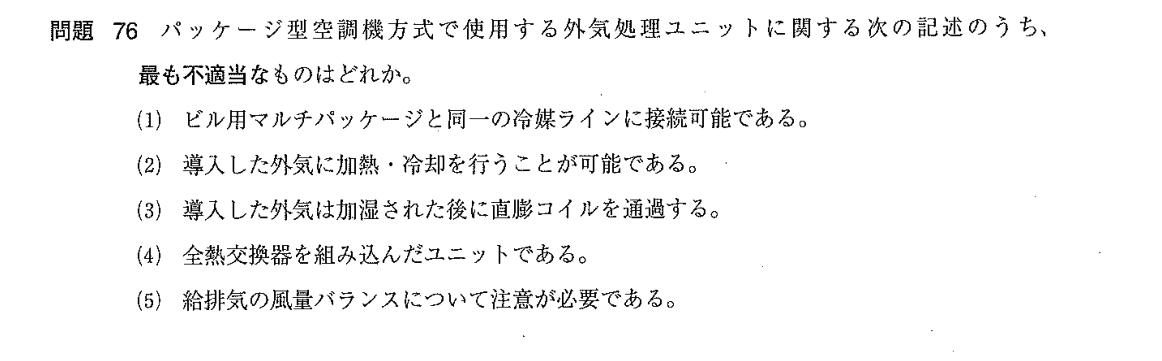 問題 76 パッケージ型空調機方式で使用する外気処理ユニットに関する次の記述のうち、
最も不適当なものはどれか。
(1) ビル用マルチパッケージと同一の冷媒ラインに接続可能である。
(2) 導入した外気に加熱・冷却を行うことが可能である。
(3) 導入した外気は加湿された後に直膨コイルを通過する。
(4) 全熱交換器を組み込んだユニットである。
(5) 給排気の風量バランスについて注意が必要である。